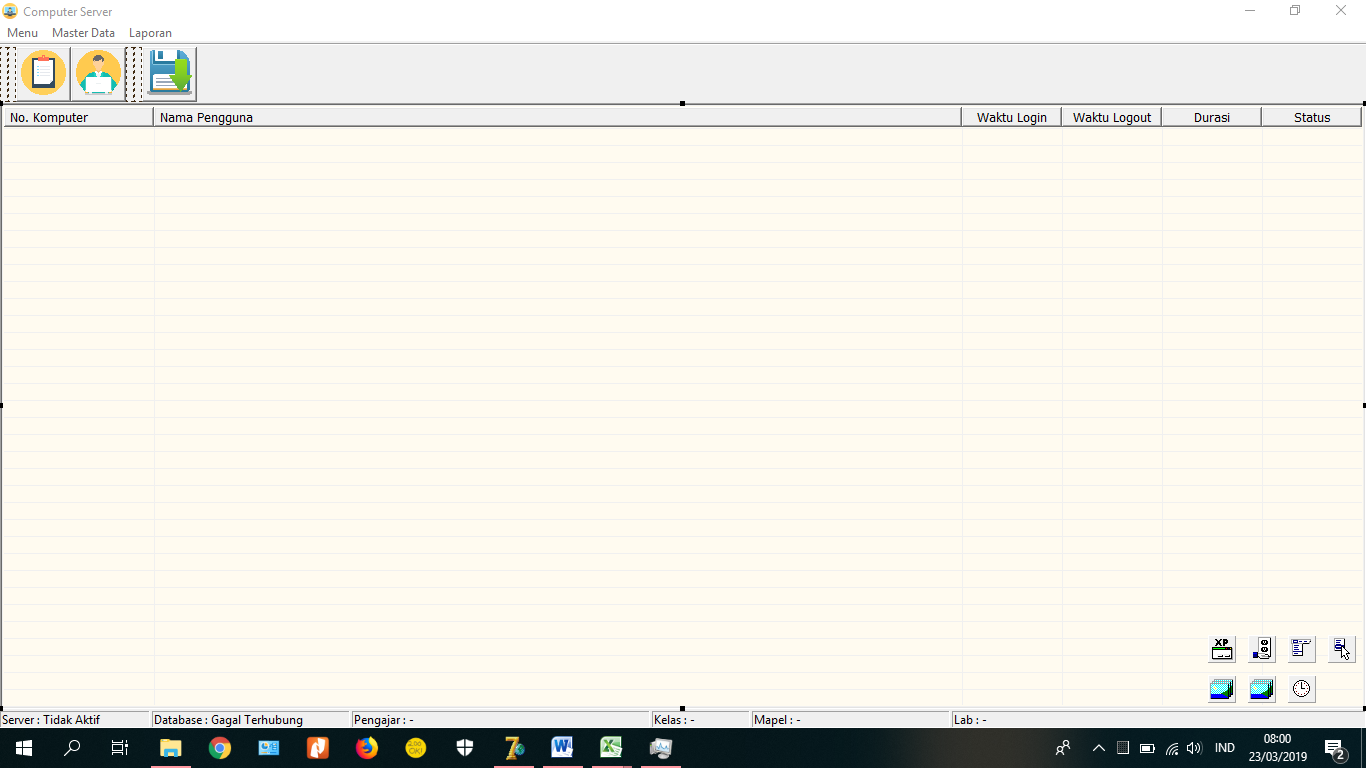 Computer Server
Menu Master Data Laporan
No. Komputer Nama Pengguna Waktu Login Waktu Logout Durasi Status
XP
Server : Tidak Aktif Database : Gagal Terhubung Pengajar : - Kelas : - Mapel : - Lab : -
IND 08:00
23/03/2019 2